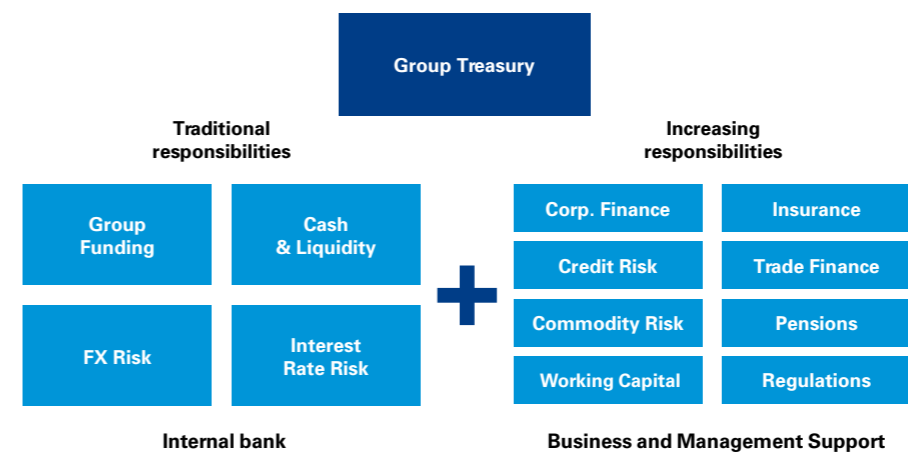 Group Treasury
Traditional
responsibilities
Increasing
responsibilities
Group
Funding
Cash
& Liquidity
FX Risk
Interest
Rate Risk
Corp. Finance
Insurance
Credit Risk
Trade Finance
Commodity Risk
Pensions
Working Capital
Regulations
Internal bank
Business and Management Support